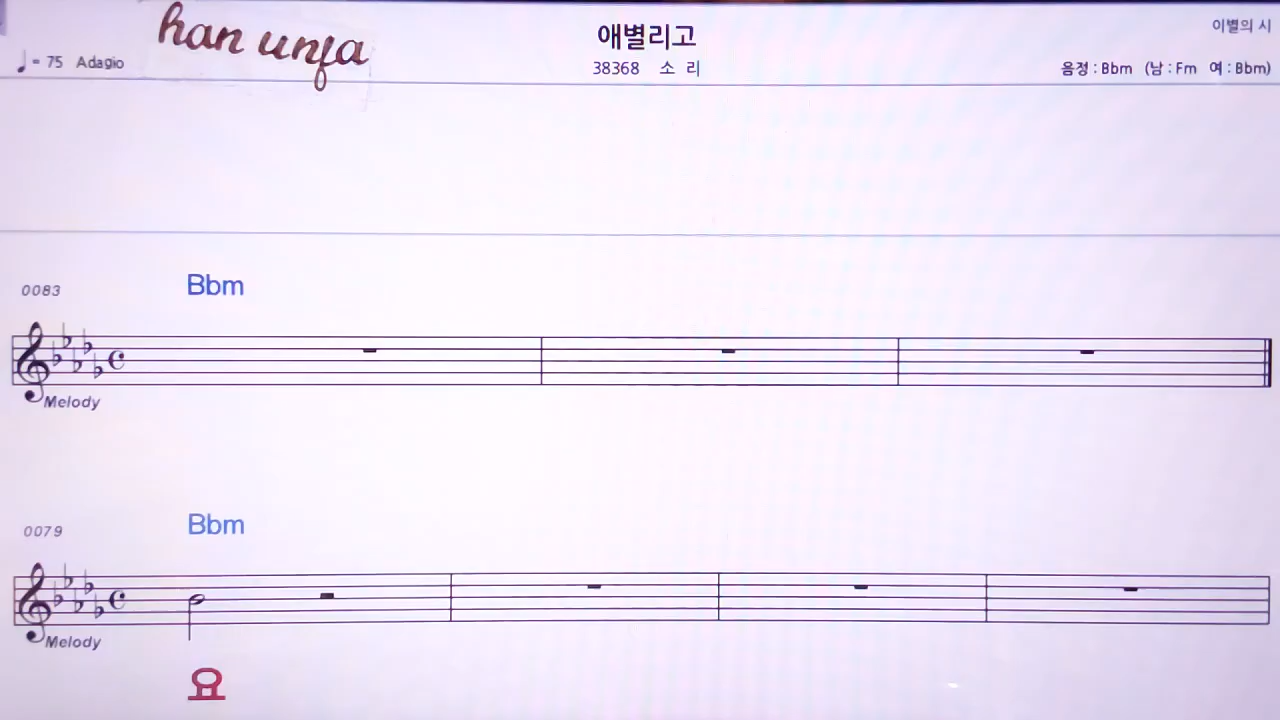 han unfa
애별리고
이별의 시
♩= 75 Adagio
38368 소 리
음정 : Bbm (남 : Fm 여 : Bbm)
0083
Bbm
Melody
0079
Bbm
Melody
요